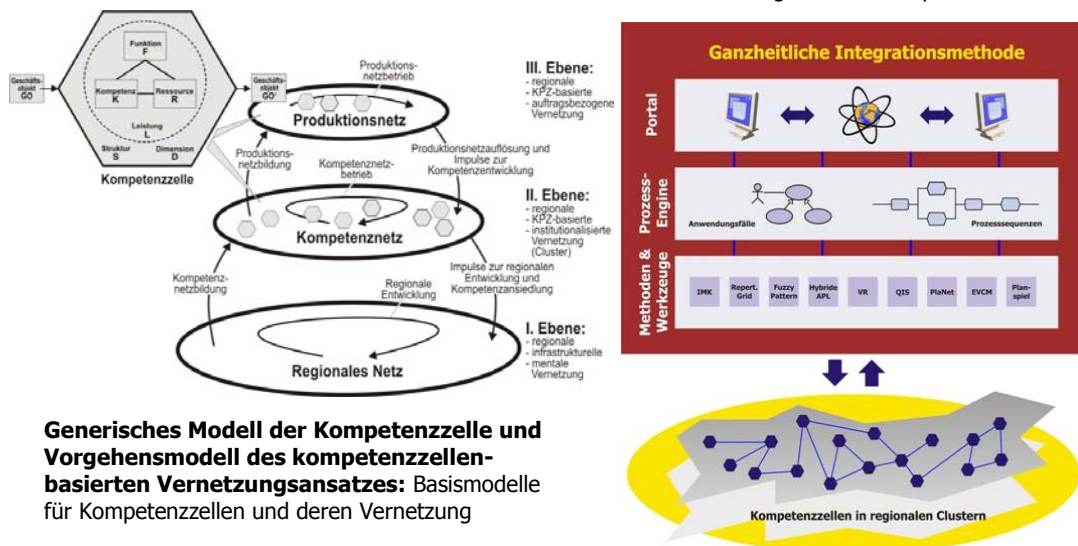 Funktion
F
Kompetenz
K
Ressource
R
Leistung
L
Struktur
S
Dimension
D
Kompetenzzelle
Geschäfts-
objekt
GO
Geschäfts-
objekt
GO'
Produktions-
netzbetrieb
Produktionsnetz
III. Ebene:
- regionale
- KPZ-basierte
- auftragsbezogene
Vernetzung
Produktions-
netzbildung
Kompetenznetz-
betrieb
Produktionsnetzauflösung und
Impulse zur
Kompetenzentwicklung
Kompetenznetz
II. Ebene:
- regionale
- KPZ-basierte
- institutionalisierte
Vernetzung
(Cluster)
Kompetenz-
netzbildung
Regionale
Entwicklung
Impulse zur regionalen
Entwicklung und
Kompetenzansiedlung
Regionales Netz
I. Ebene:
- regionale
- infrastrukturelle
- mentale
Vernetzung
Generisches Modell der Kompetenzzelle und
Vorgehensmodell des kompetenzzellen-
basierten Vernetzungsansatzes: Basismodelle
für Kompetenzzellen und deren Vernetzung
Ganzheitliche Integrationsmethode
Portal
Prozess-
Engine
Anwendungsfälle
Prozesssequenzen
Methoden &
Werkzeuge
IMK
Repert.
Grid
Fuzzy
Pattern
Hybride
APL
VR
QIS
PlaNet
EVCM
Plan-
spiel
Kompetenzzellen in regionalen Clustern